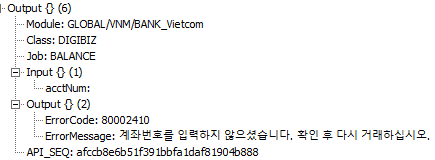 Output {} (6)
Module: GLOBAL/VNM/BANK_Vietcom
Class: DIGIBIZ
Job: BALANCE
Input {} (1)
acctNum:
Output {} (2)
ErrorCode: 80002410
ErrorMessage: 계좌번호를 입력하지 않으셨습니다. 확인 후 다시 거래하십시오.
API_SEQ: afccb8e6b51f391bbfa1daf81904b888